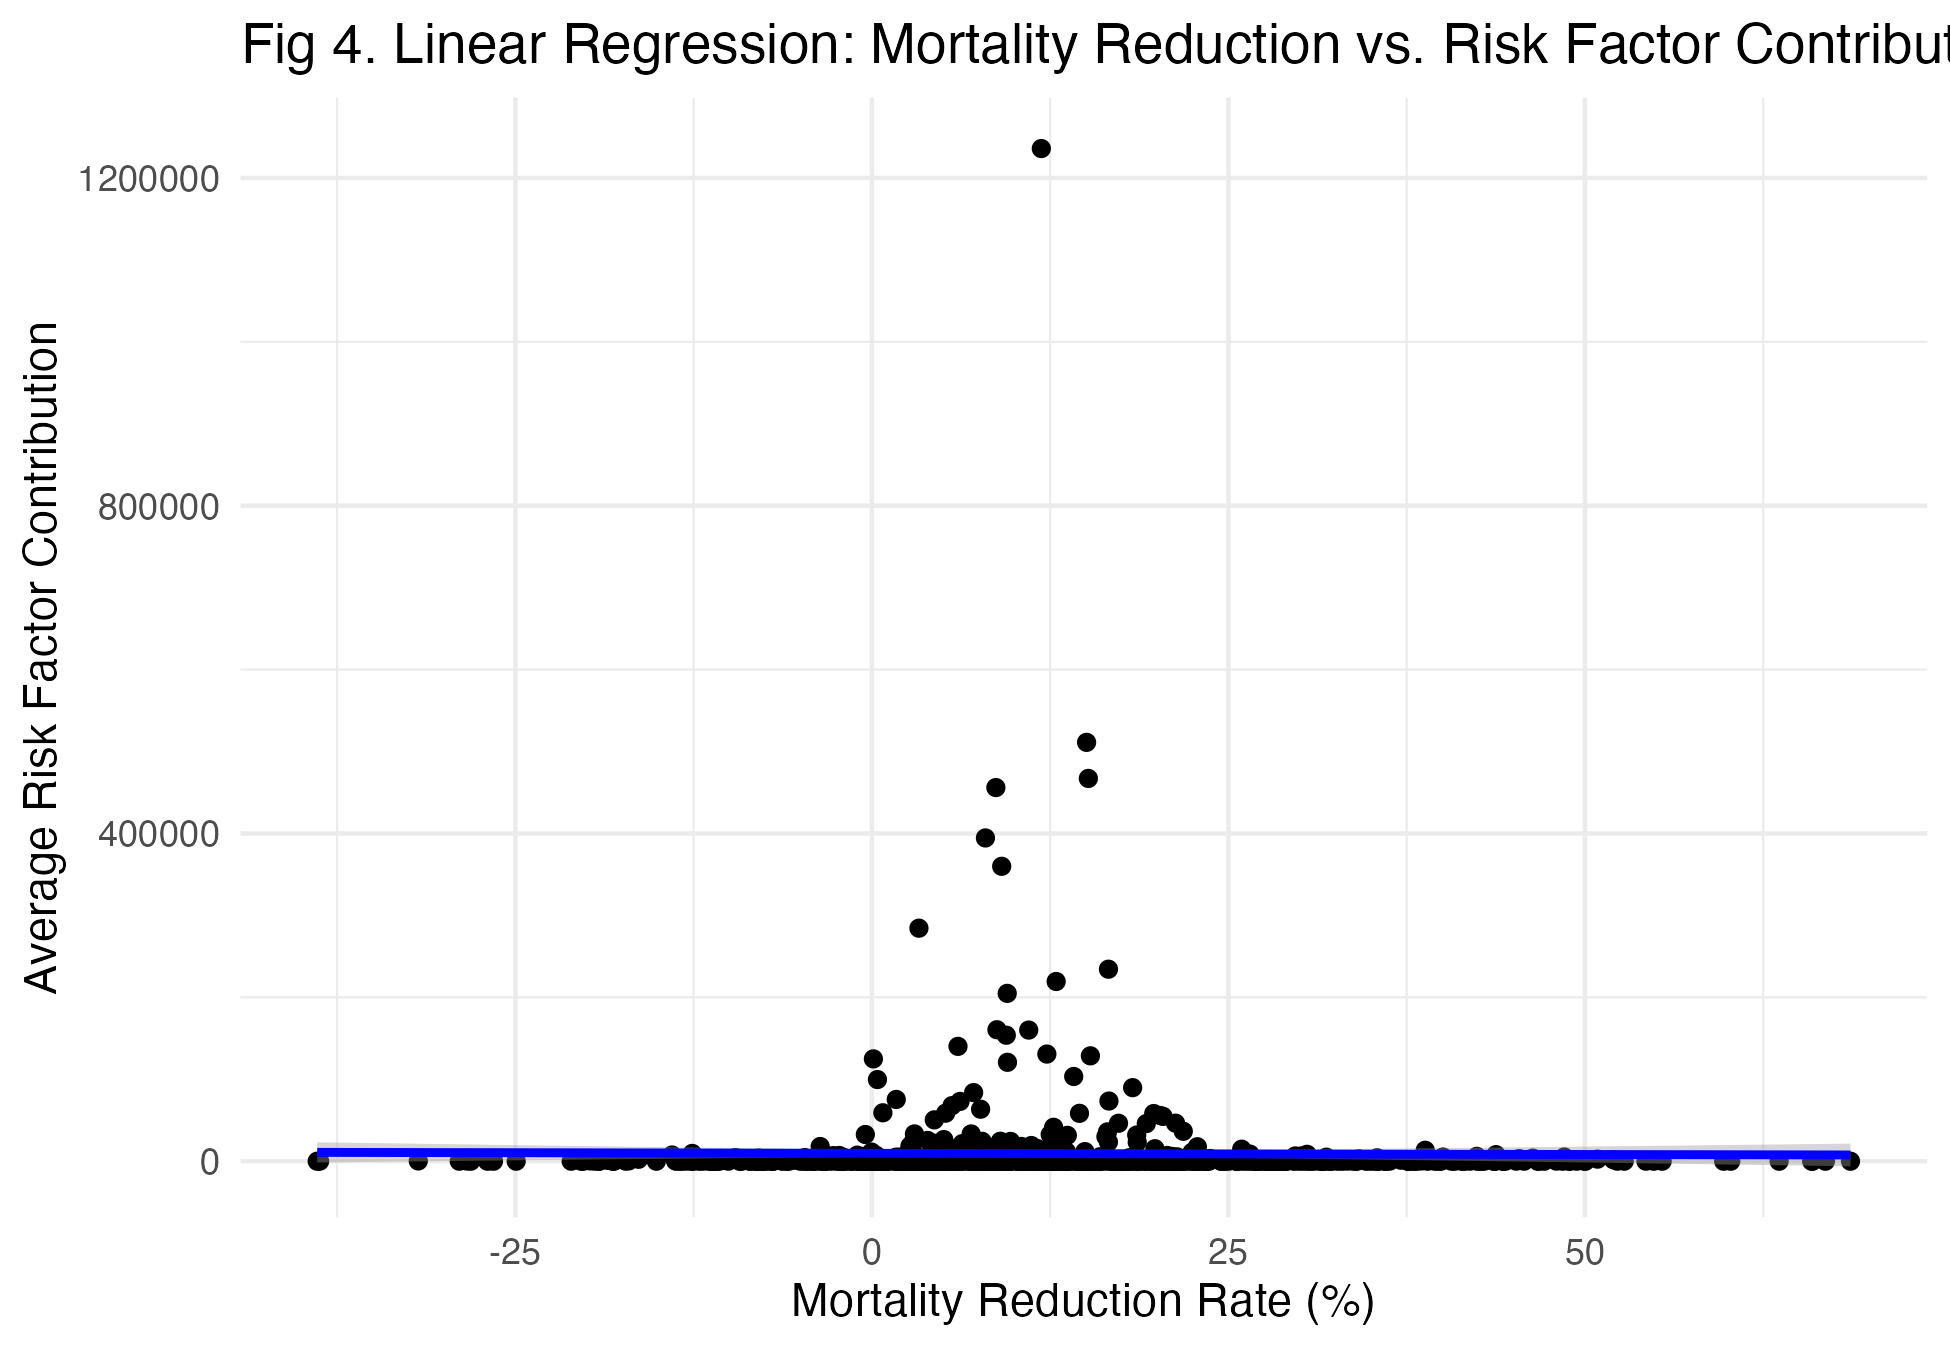 Fig 4. Linear Regression: Mortality Reduction vs. Risk Factor Contribut
1200000
800000
400000
0
Average Risk Factor Contribution
-25 0 25 50
Mortality Reduction Rate (%)